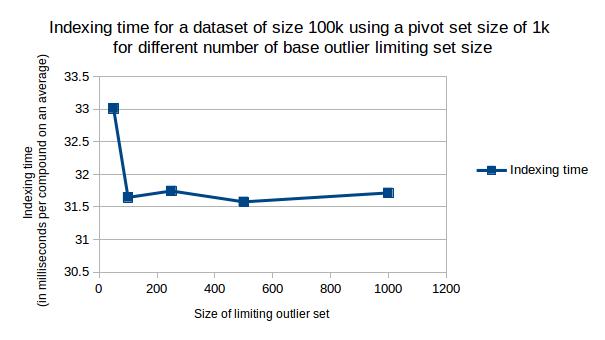 Indexing time for a dataset of size 100k using a pivot set size of 1k
for different number of base outlier limiting set size
Indexing time
(in milliseconds per compound on an average)
33.5
33
32.5
32
31.5
31
30.5
0 200 400 600 800 1000 1200
Size of limiting outlier set
Indexing time